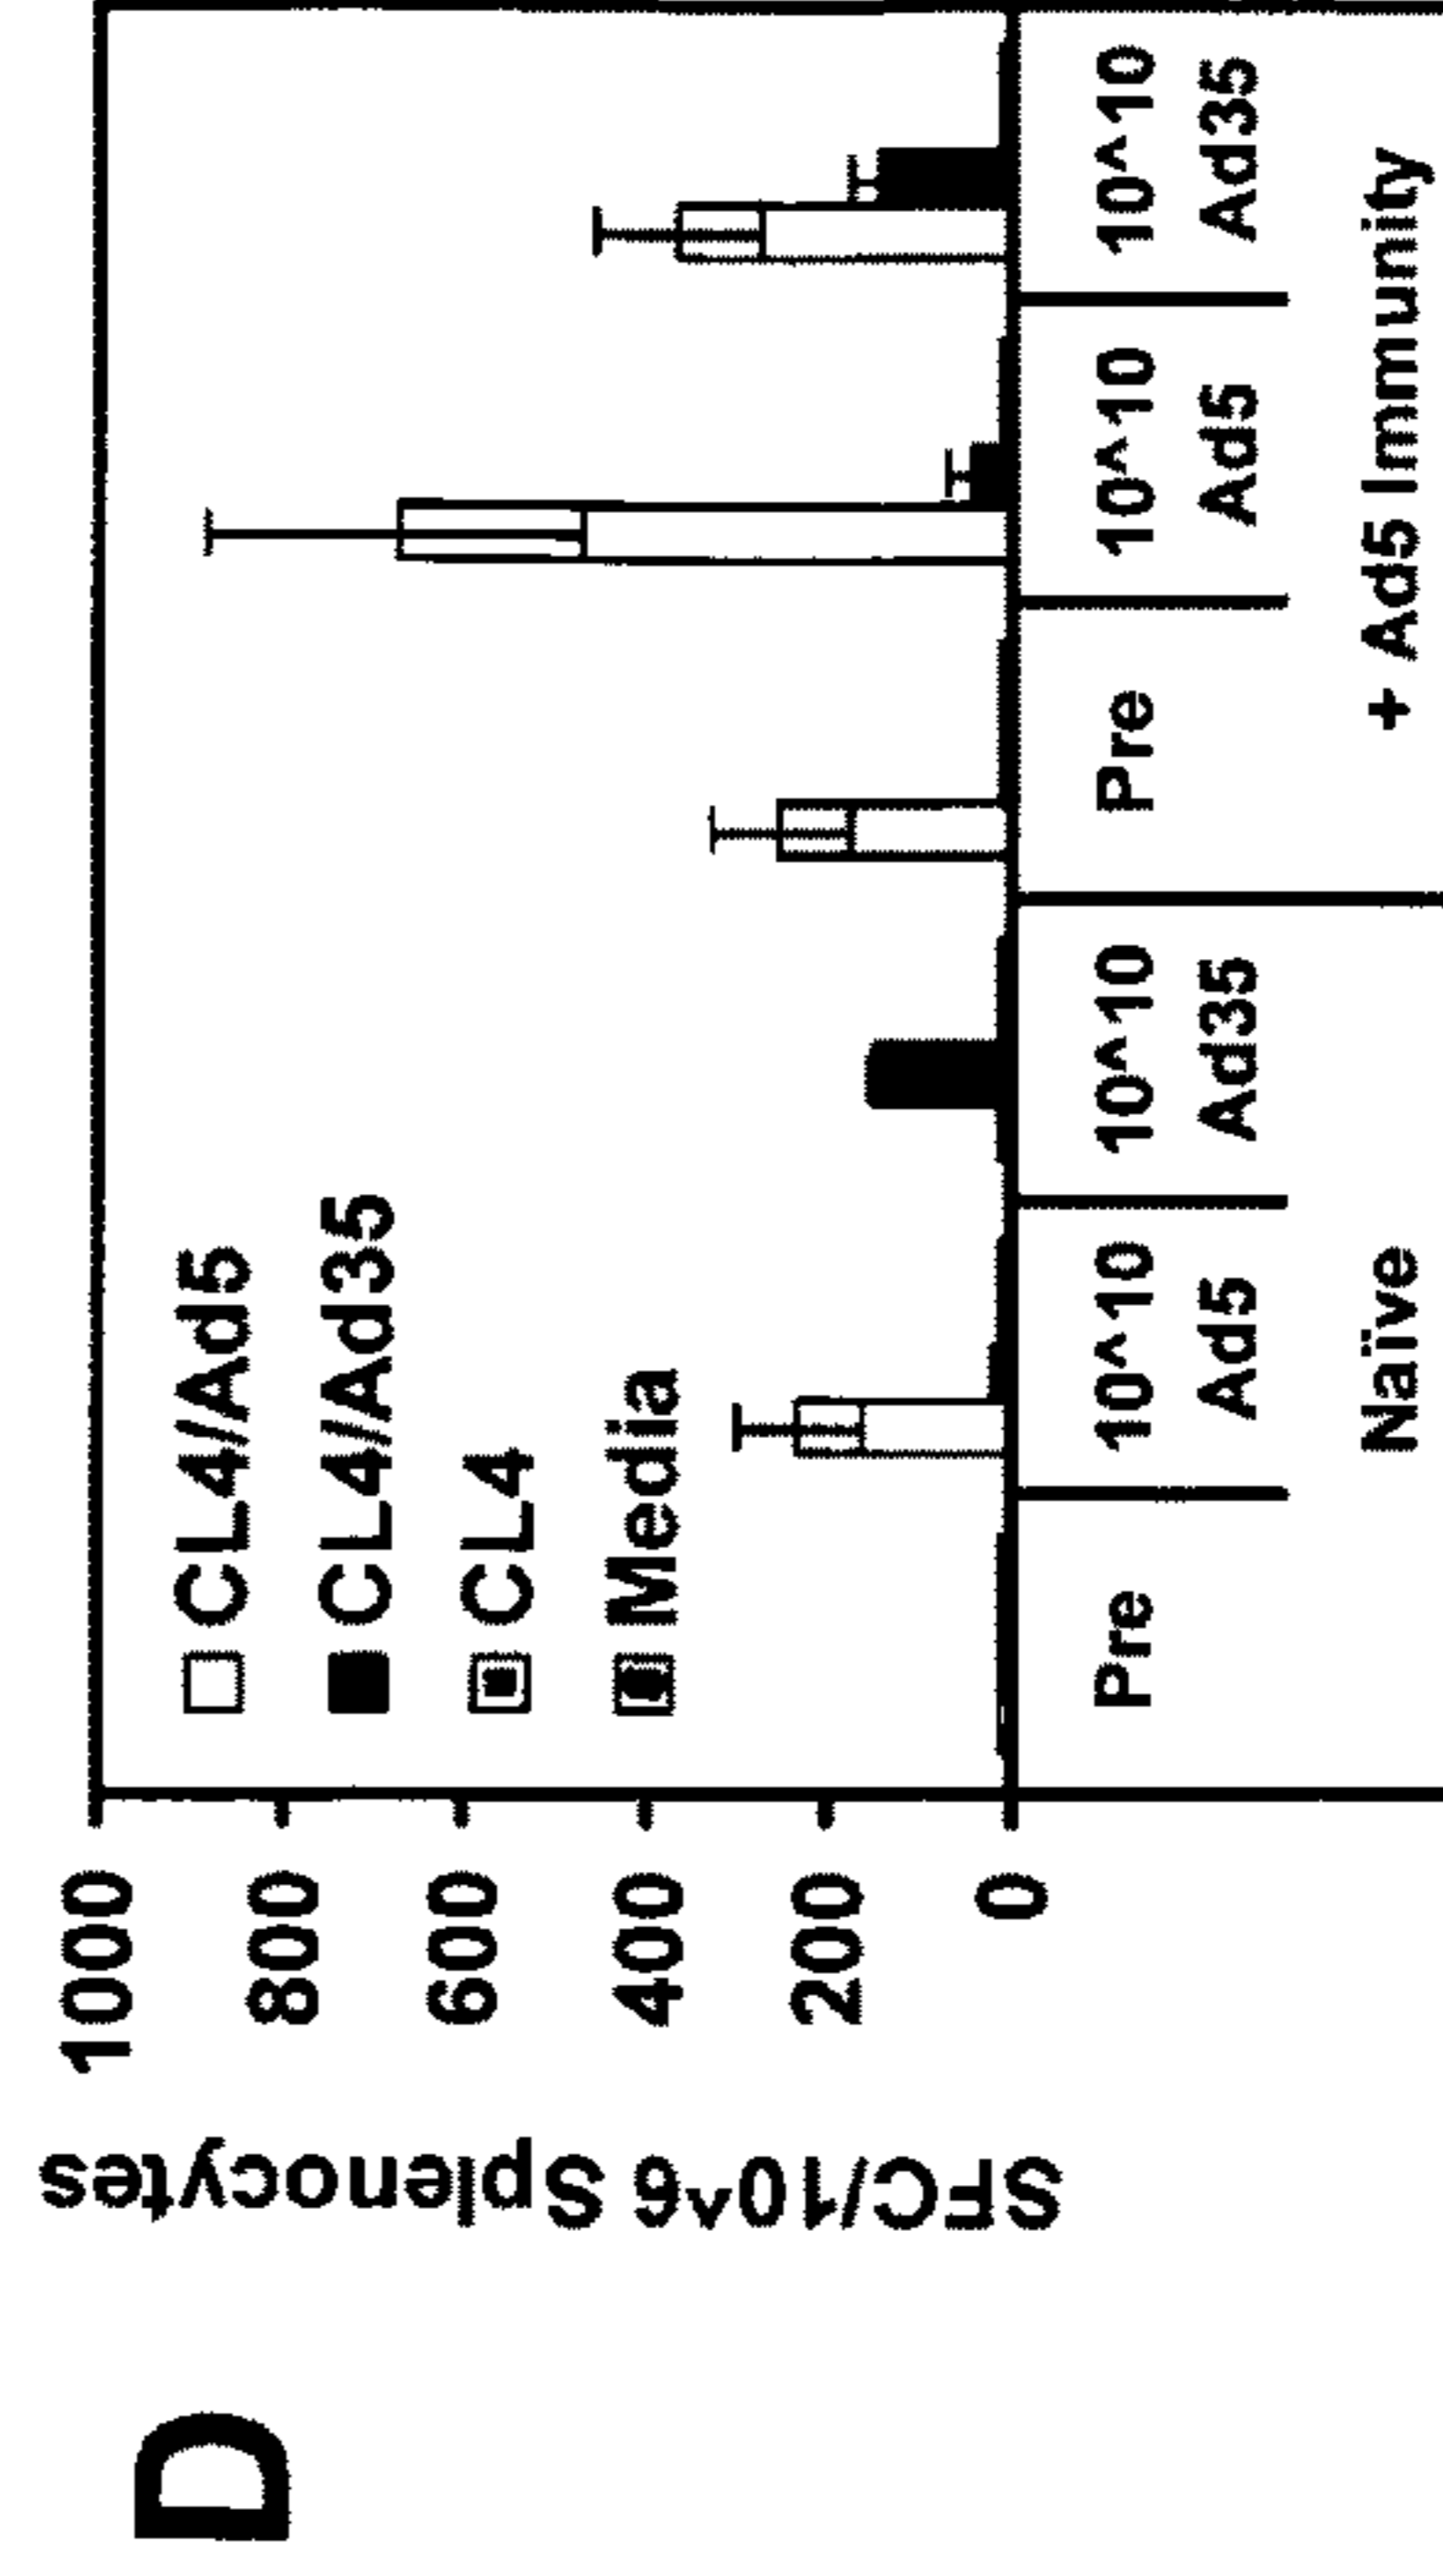 D
SFC/10^6 Splenocytes
1000
800
600
400
200
0
CL4/Ad5
CL4/Ad35
CL4
Media
Pre
10^10
Ad5
10^10
Ad35
Pre
10^10
Ad5
10^10
Ad35
Naïve
+ Ad5 Immunity